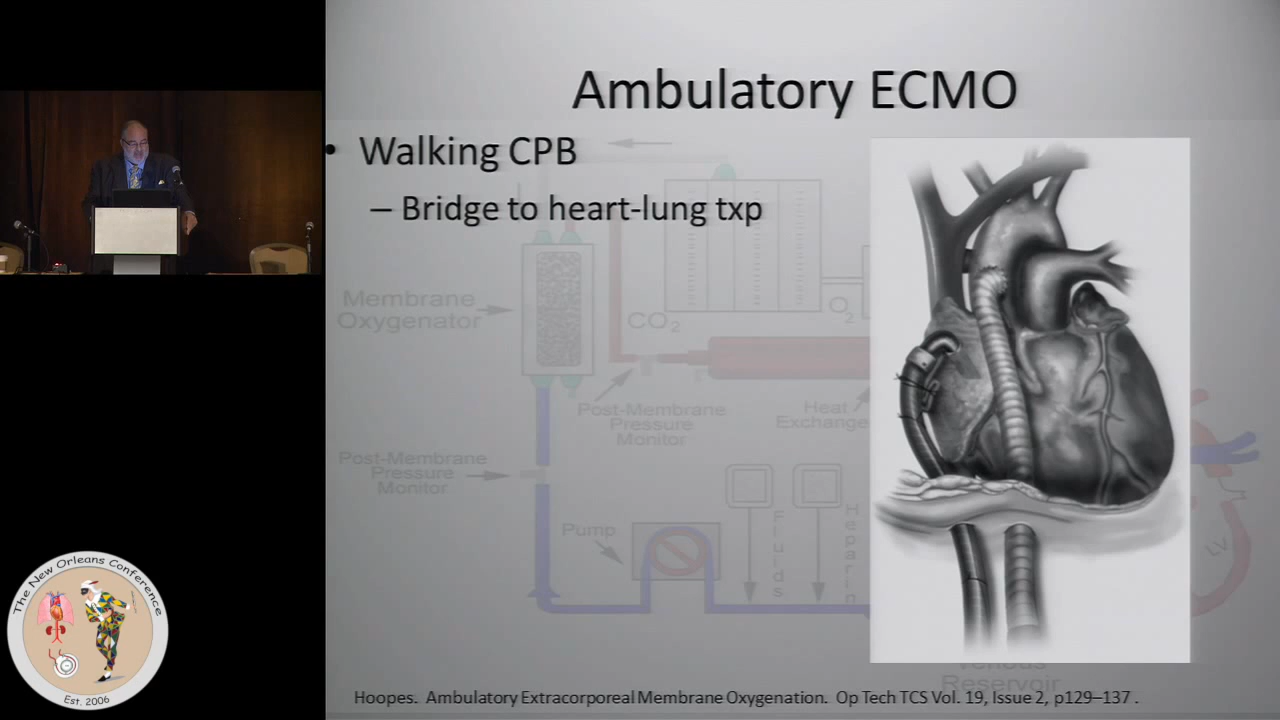 Ambulatory ECMO
• Walking CPB
– Bridge to heart-lung txp
Membrane
Oxygenator
CO2
O2
Post-Membrane
Pressure
Monitor
Heat
Exchange
Post-Membrane
Pressure
Monitor
Pump
Fluids
Heparin
LV
Venous
Reservoir
Hoopes. Ambulatory Extracorporeal Membrane Oxygenation. Op Tech TCS Vol. 19, Issue 2, p129–137 .
The New Orleans Conference
Est. 2006